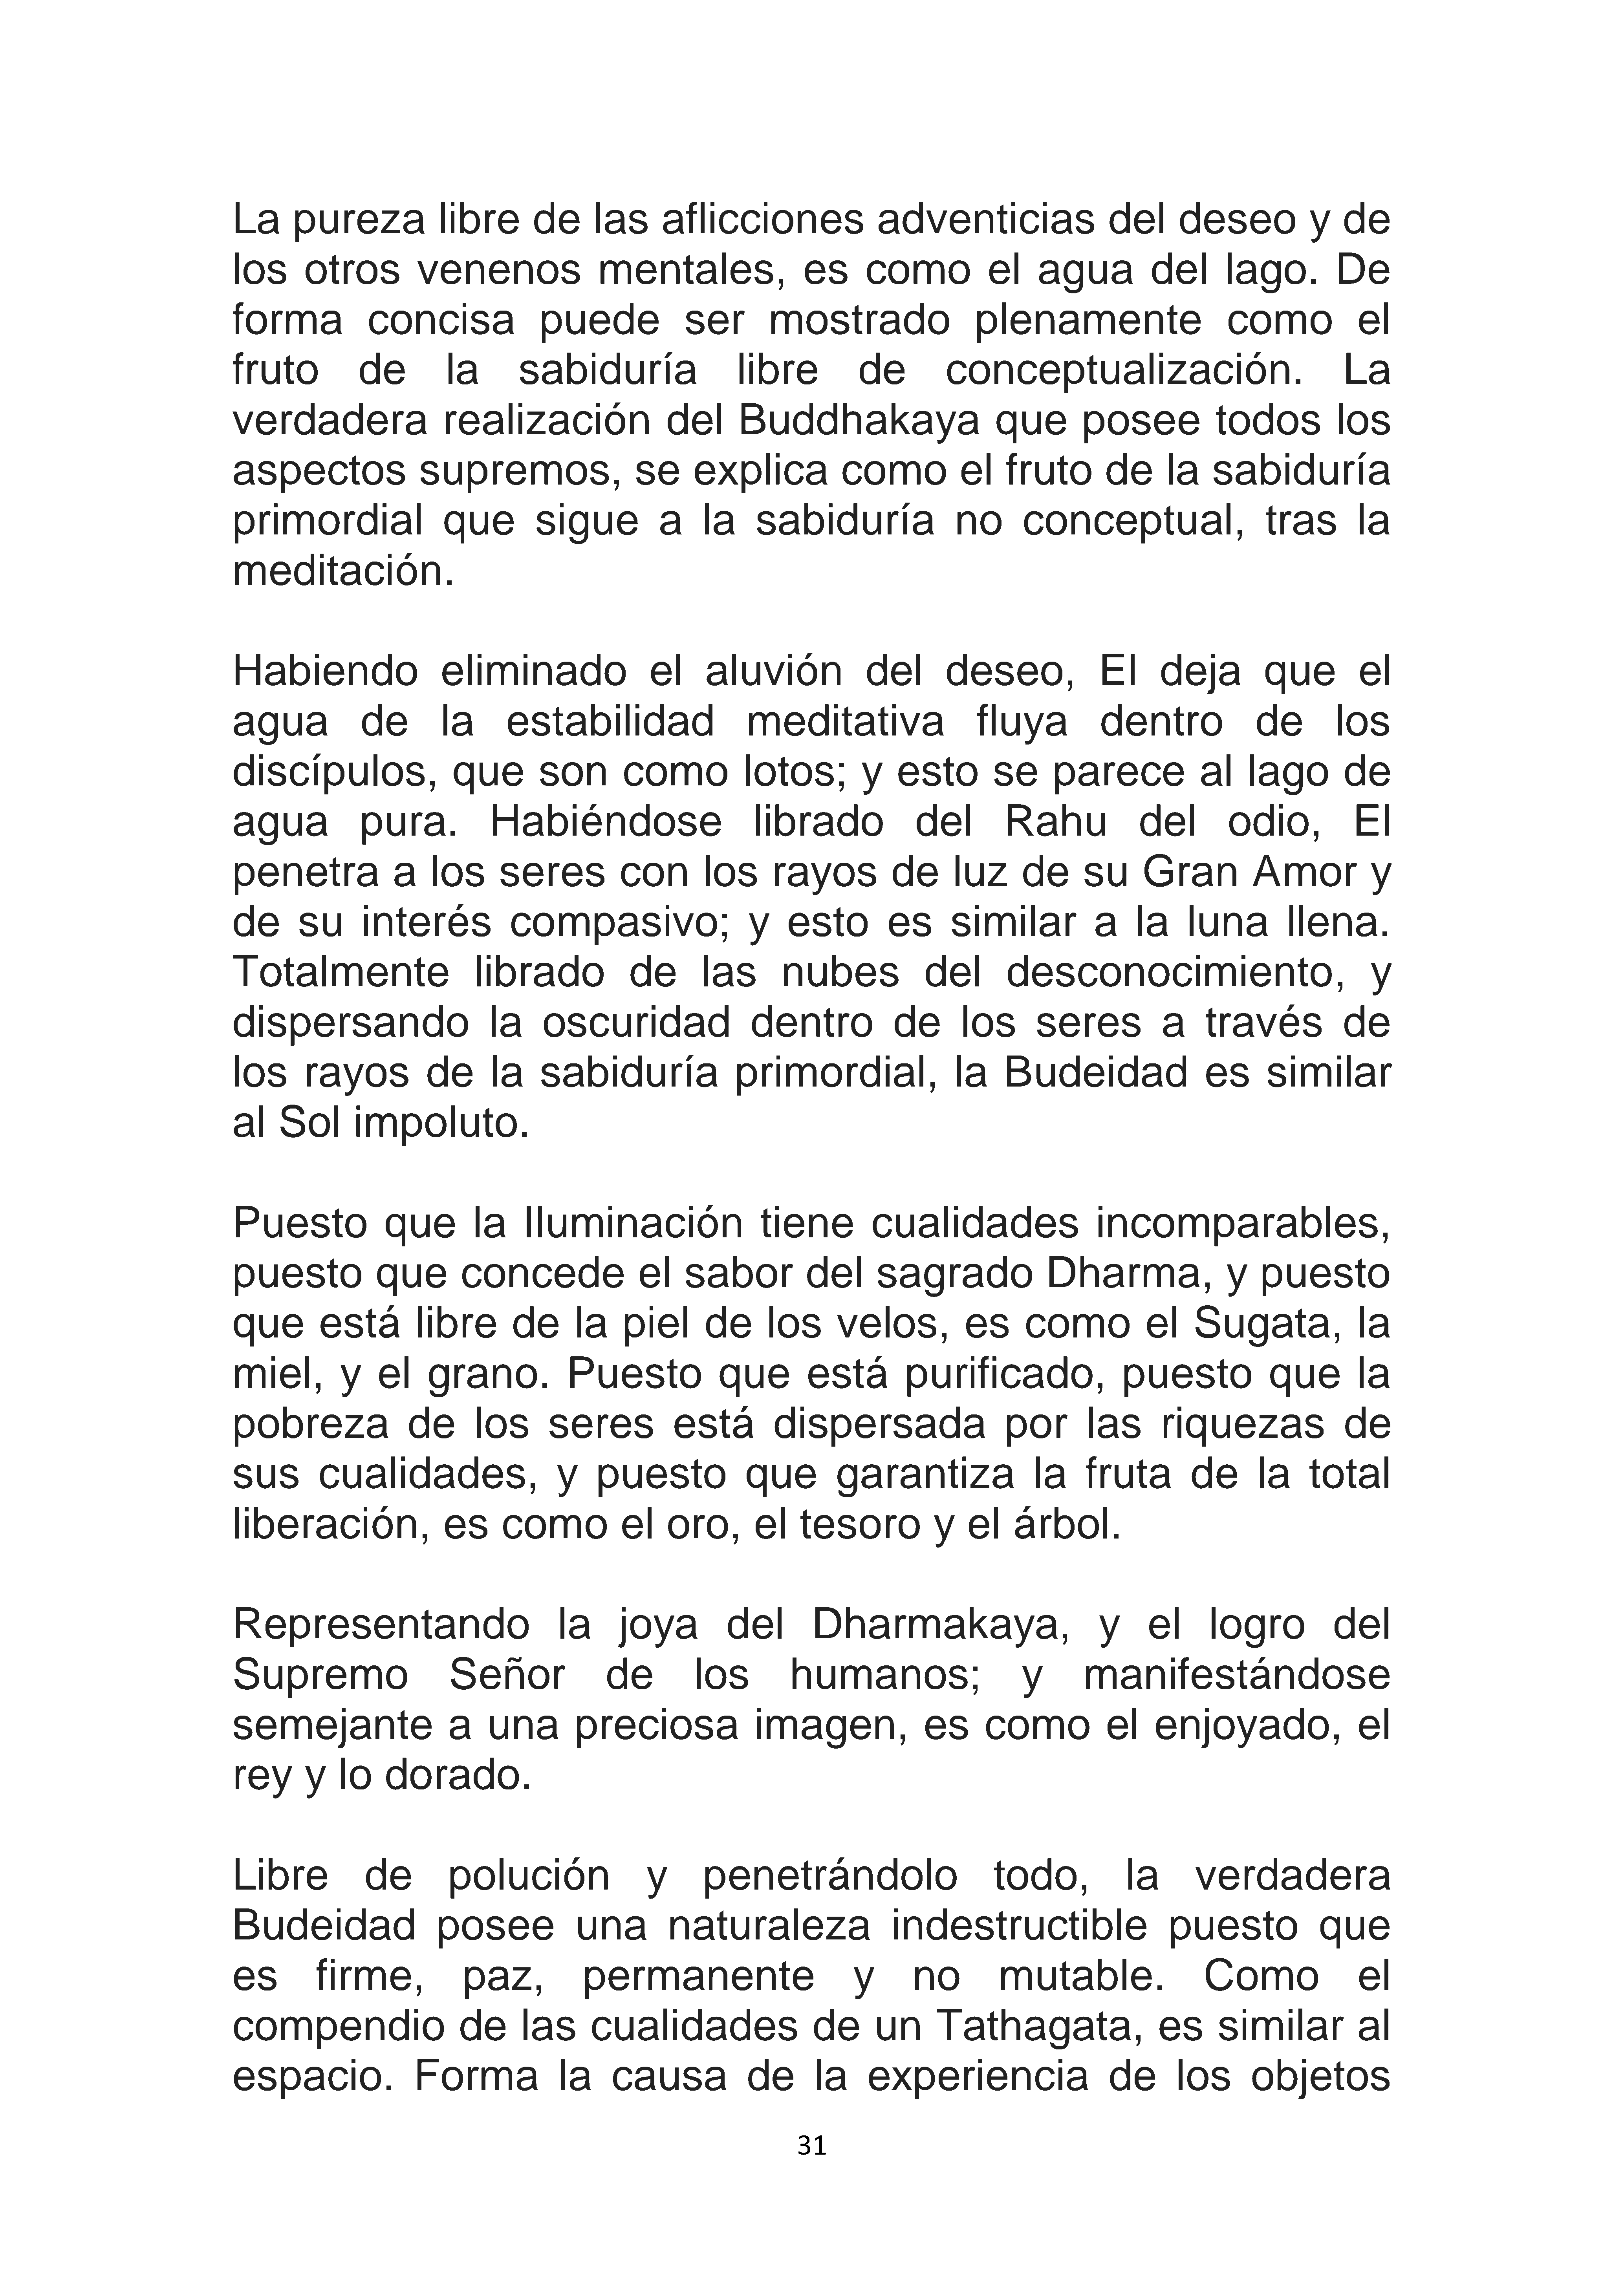 La pureza libre de las aflicciones adventicias del deseo y de
los otros venenos mentales, es como el agua del lago. De
forma concisa puede ser mostrado plenamente como el
fruto de la sabiduría libre de conceptualización. La
verdadera realización del Buddhakaya que posee todos los
aspectos supremos, se explica como el fruto de la sabiduría
primordial que sigue a la sabiduría no conceptual, tras la
meditación.
Habiendo eliminado el aluvión del deseo, El deja que el
agua de la estabilidad meditativa fluya dentro de los
discípulos, que son como lotos; y esto se parece al lago de
agua pura. Habiéndose librado del Rahu del odio, El
penetra a los seres con los rayos de luz de su Gran Amor y
de su interés compasivo; y esto es similar a la luna llena.
Totalmente librado de las nubes del desconocimiento, y
dispersando la oscuridad dentro de los seres a través de
los rayos de la sabiduría primordial, la Budeidad es similar
al Sol impoluto.
Puesto que la Iluminación tiene cualidades incomparables,
puesto que concede el sabor del sagrado Dharma, y puesto
que está libre de la piel de los velos, es como el Sugata, la
miel, y el grano. Puesto que está purificado, puesto que la
pobreza de los seres está dispersada por las riquezas de
sus cualidades, y puesto que garantiza la fruta de la total
liberación, es como el oro, el tesoro y el árbol.
Representando la joya del Dharmakaya, y el logro del
Supremo Señor de los humanos; y manifestándose
semejante a una preciosa imagen, es como el enjoyado, el
rey y lo dorado.
Libre de polución y penetrándolo todo, la verdadera
Budeidad posee una naturaleza indestructible puesto que
es firme, paz, permanente y no mutable. Como el
compendio de las cualidades de un Tathagata, es similar al
espacio. Forma la causa de la experiencia de los objetos
31